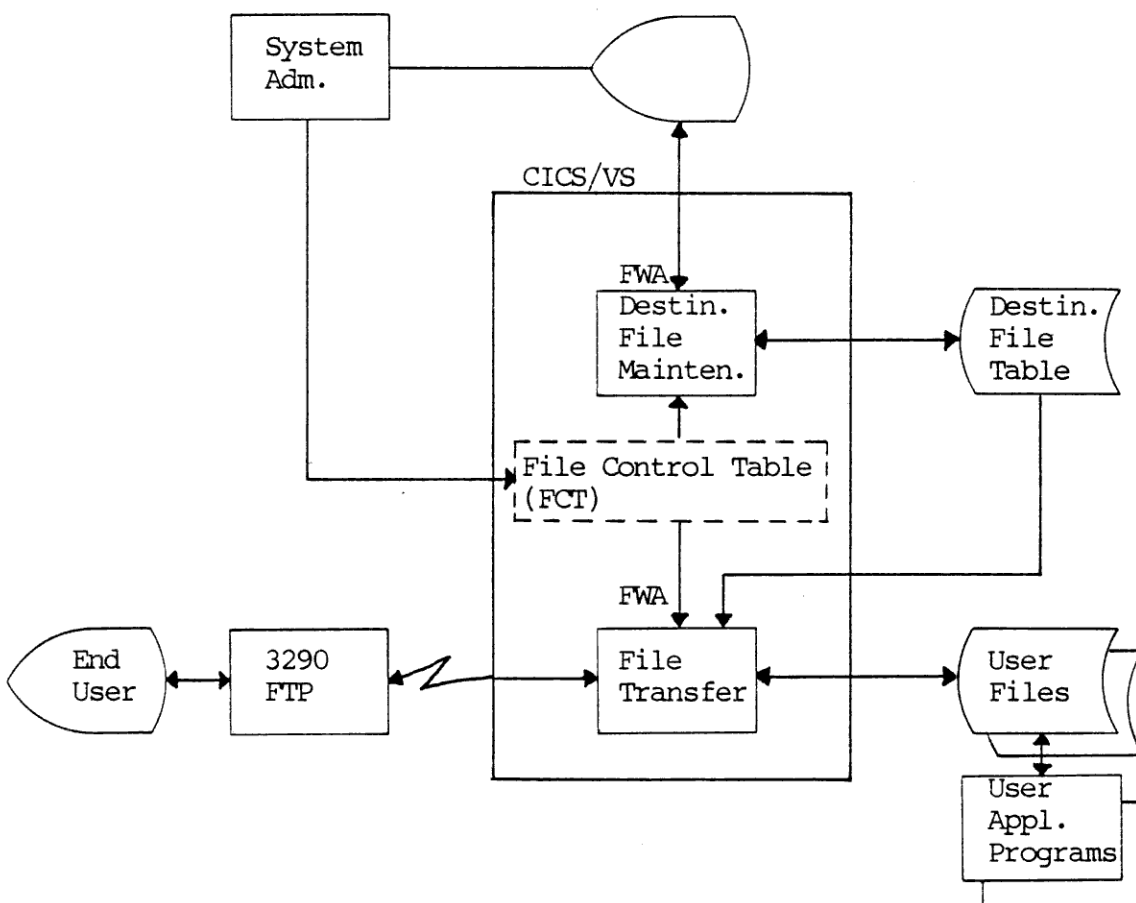 System
Adm.
CICS/VS
FWA
Destin.
File
Mainten.
Destin.
File
Table
File Control Table
(FCT)
FWA
End
User
3290
FTP
File
Transfer
User
Files
User
Appl.
Programs